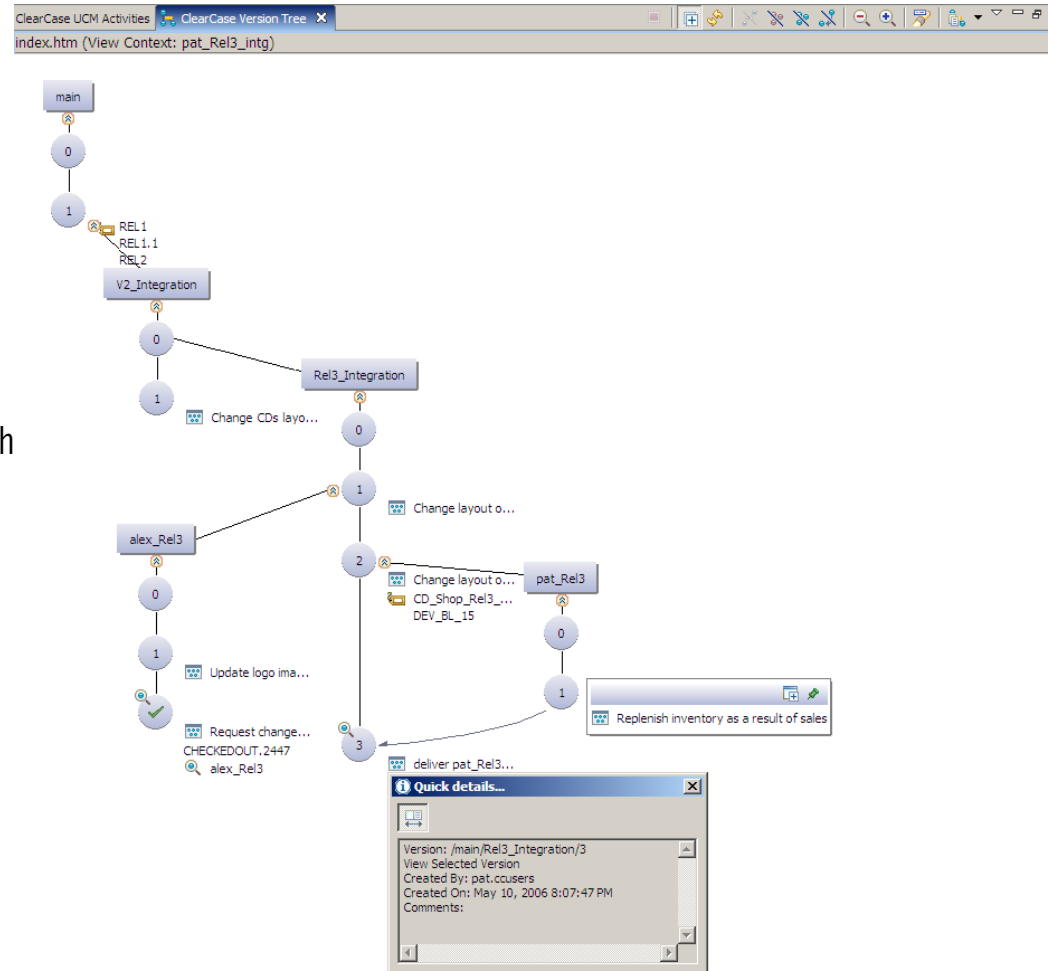 ClearCase UCM Activities ClearCase Version Tree
index.htm (View Context: pat_Rel3_intg)
main
0
1
REL1
REL1.1
REL2
V2_Integration
0
1
Change CDs layo...
Rel3_Integration
0
h
1
Change layout o...
alex_Rel3
0
1
Update logo ima...
Request change...
CHECKEDOUT.2447
alex_Rel3
2
Change layout o...
CD_Shop_Rel3_...
DEV_BL_15
pat_Rel3
0
1
Replenish inventory as a result of sales
3
deliver pat_Rel3...
Quick details...
Version: /main/Rel3_Integration/3
View Selected Version
Created By: pat.ccusers
Created On: May 10, 2006 8:07:47 PM
Comments: